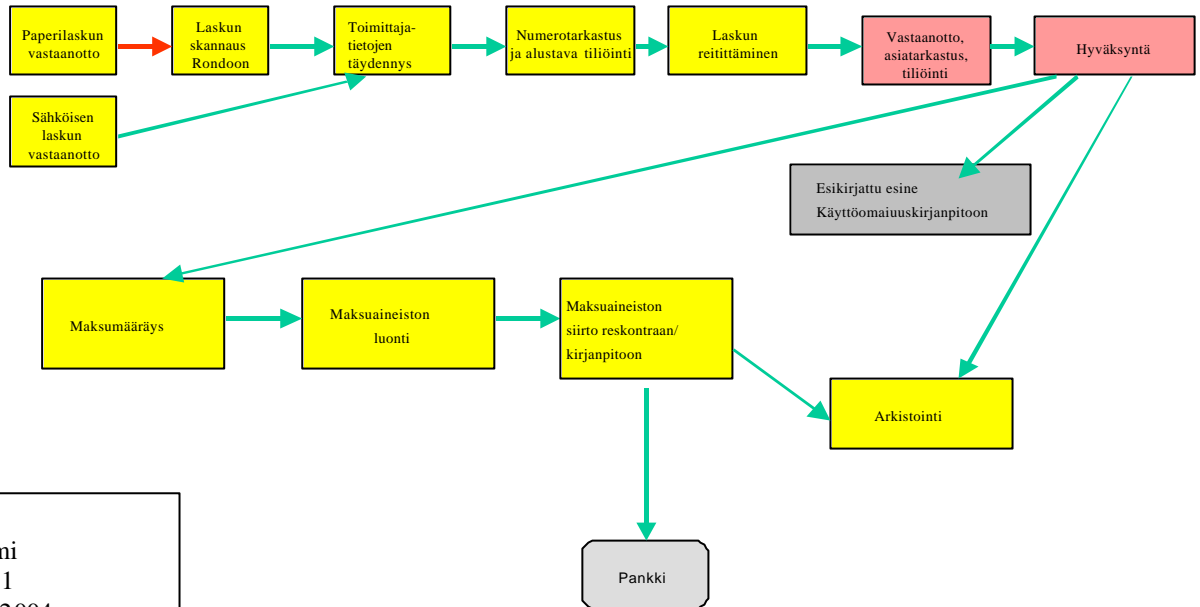 Paperilaskun
vastaanotto
Laskun
skannaus
Rondoon
Toimittaja-
tietojen
täydennys
Numerotarkastus
ja alustava tiliöinti
Laskun
reitittäminen
Vastaanotto,
asiatarkastus,
tiliöinti
Hyväksyntä
Sähköisen
laskun
vastaanotto
Esikirjattu esine
Käyttöomaiuuskirjanpitoon
Maksumääräys
Maksuaineiston
luonti
Maksuaineiston
siirto reskontraan/
kirjanpitoon
Arkistointi
Pankki
1